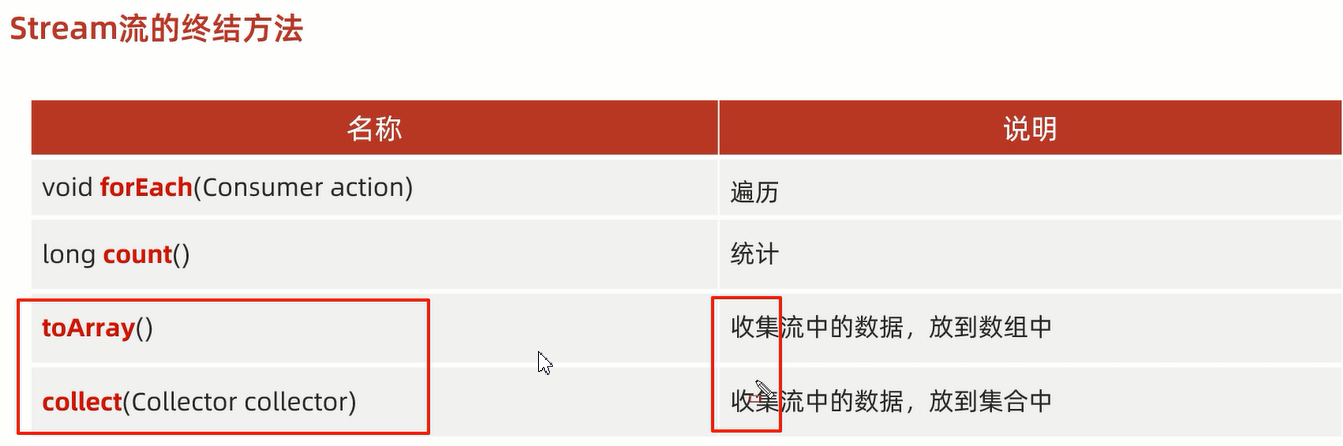 Stream流的终结方法
名称 说明
void forEach(Consumer action) 遍历
long count() 统计
toArray() 收集流中的数据，放到数组中
collect(Collector collector) 收集流中的数据，放到集合中